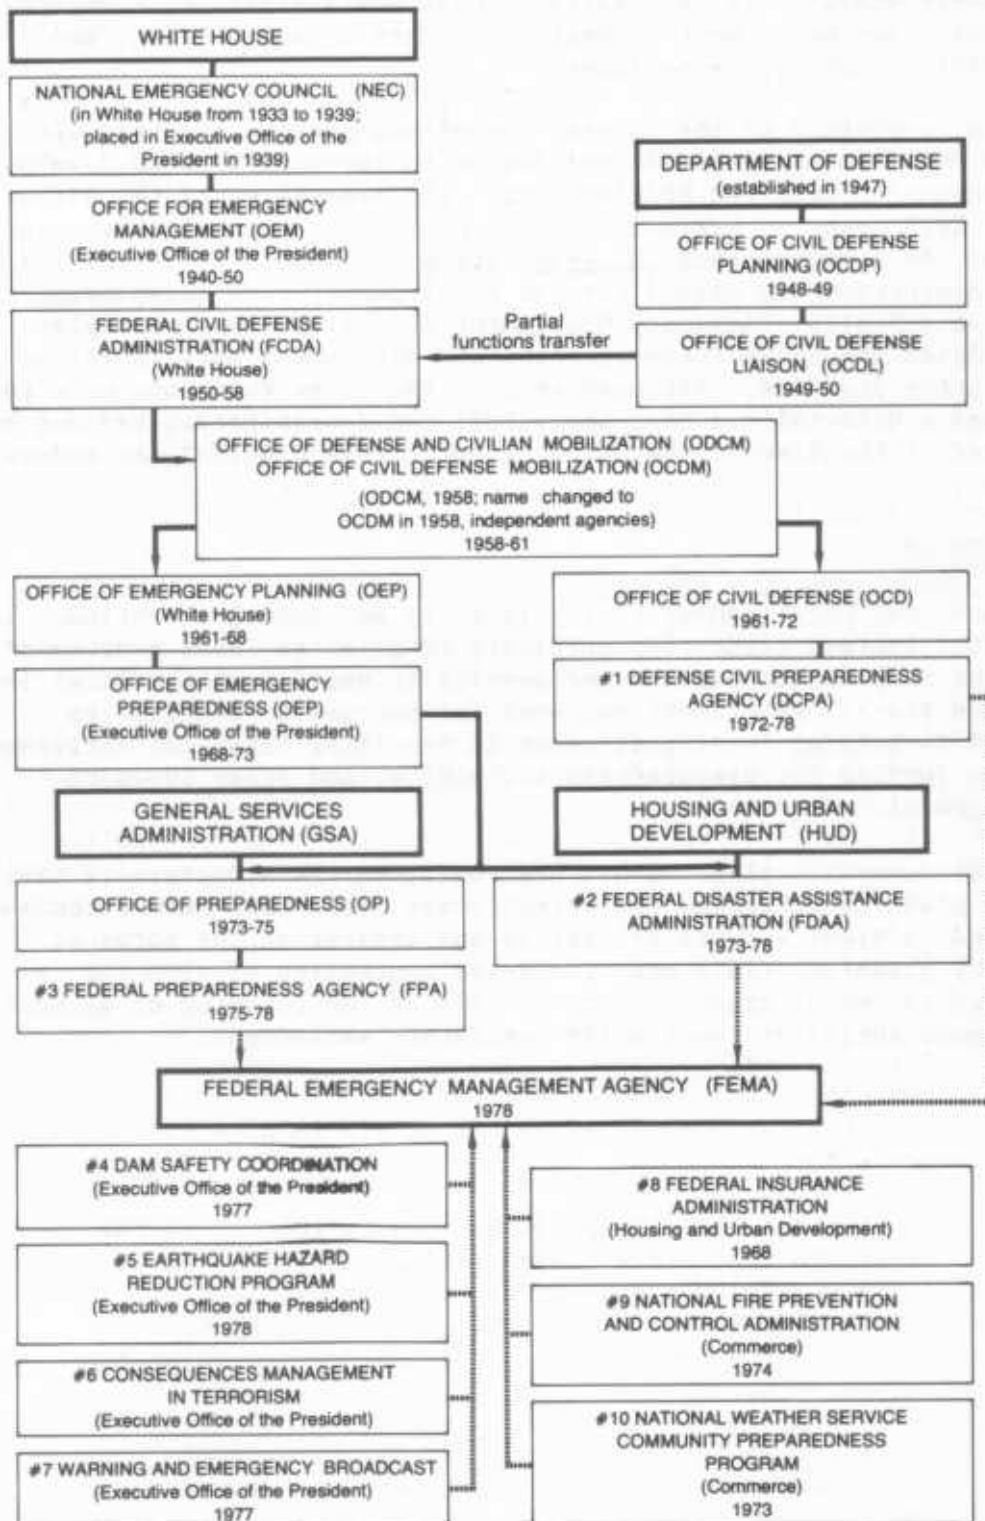 WHITE HOUSE
NATIONAL EMERGENCY COUNCIL (NEC)
(in White House from 1933 to 1939;
placed in Executive Office of the
President in 1939)
OFFICE FOR EMERGENCY
MANAGEMENT (OEM)
(Executive Office of the President)
1940-50
FEDERAL CIVIL DEFENSE
ADMINISTRATION (FCDA)
(White House)
1950-58
DEPARTMENT OF DEFENSE
(established in 1947)
OFFICE OF CIVIL DEFENSE
PLANNING (OCDP)
1948-49
OFFICE OF CIVIL DEFENSE
LIAISON (OCDL)
1949-50
Partial
functions transfer
OFFICE OF DEFENSE AND CIVILIAN MOBILIZATION (ODCM)
OFFICE OF CIVIL DEFENSE MOBILIZATION (OCDM)
(ODCM, 1958; name changed to
OCDM in 1958, independent agencies)
1958-61
OFFICE OF EMERGENCY PLANNING (OEP)
(White House)
1961-68
OFFICE OF EMERGENCY
PREPAREDNESS (OEP)
(Executive Office of the President)
1968-73
OFFICE OF CIVIL DEFENSE (OCD)
1961-72
#1 DEFENSE CIVIL PREPAREDNESS
AGENCY (DCPA)
1972-78
GENERAL SERVICES
ADMINISTRATION (GSA)
HOUSING AND URBAN
DEVELOPMENT (HUD)
OFFICE OF PREPAREDNESS (OP)
1973-75
#3 FEDERAL PREPAREDNESS AGENCY (FPA)
1975-78
#2 FEDERAL DISASTER ASSISTANCE
ADMINISTRATION (FDAA)
1973-78
FEDERAL EMERGENCY MANAGEMENT AGENCY (FEMA)
1978
#4 DAM SAFETY COORDINATION
(Executive Office of the President)
1977
#5 EARTHQUAKE HAZARD
REDUCTION PROGRAM
(Executive Office of the President)
1978
#6 CONSEQUENCES MANAGEMENT
IN TERRORISM
(Executive Office of the President)
#7 WARNING AND EMERGENCY BROADCAST
(Executive Office of the President)
1977
#8 FEDERAL INSURANCE
ADMINISTRATION
(Housing and Urban Development)
1968
#9 NATIONAL FIRE PREVENTION
AND CONTROL ADMINISTRATION
(Commerce)
1974
#10 NATIONAL WEATHER SERVICE
COMMUNITY PREPAREDNESS
PROGRAM
(Commerce)
1973